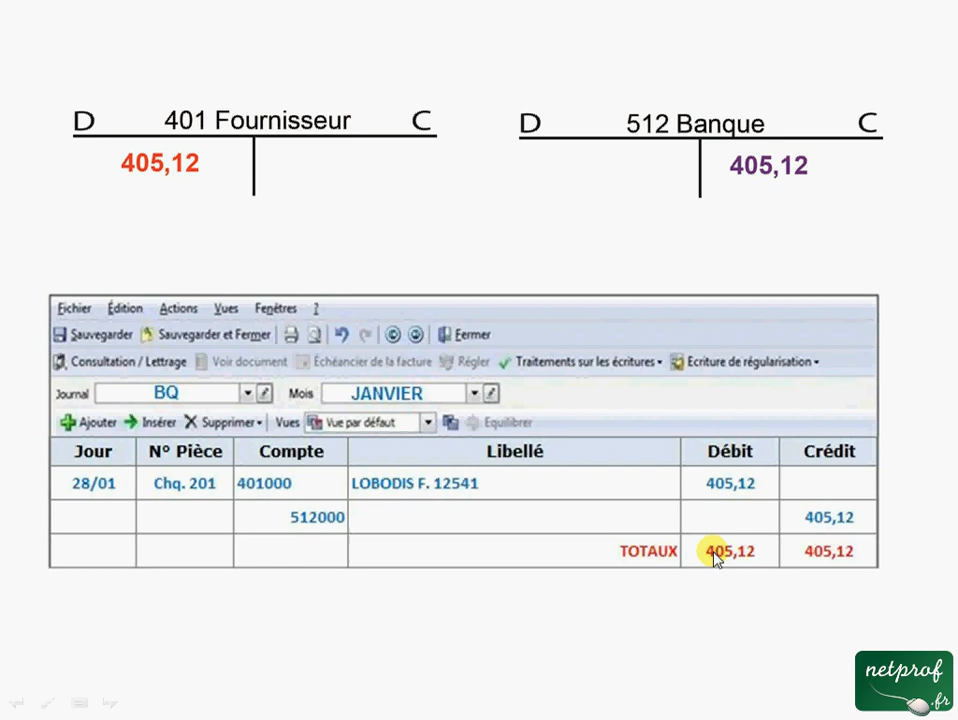 D 401 Fournisseur C
405,12
D 512 Banque C
405,12
Fichier Édition Actions Vues Fenêtres ?
Sauvegarder Sauvegarder et Fermer Fermer
Consultation / Lettrage Voir document Échéancier de la facture Régler Traitements sur les écritures Ecriture de régularisation
Journal BQ Mois JANVIER
Ajouter Insérer Supprimer Vues Vue par défaut Equilibrer
Jour N° Pièce Compte Libellé Débit Crédit
28/01 Chq. 201 401000 LOBODIS F. 12541 405,12
512000 405,12
TOTAUX 405,12 405,12
netprof
.fr